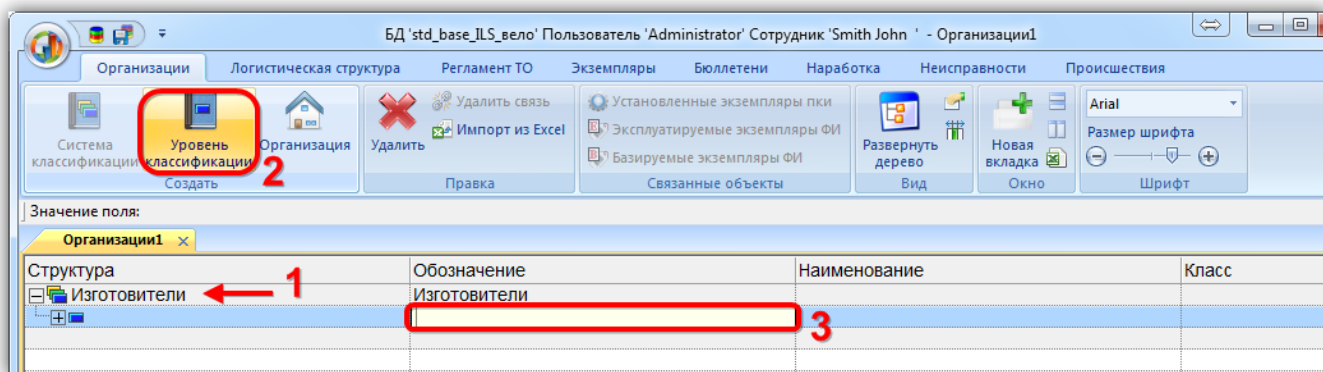 БД 'std_base_ILS_вело' Пользователь 'Administrator' Сотрудник 'Smith John ' - Организации1
Организации Логистическая структура Регламент ТО Экземпляры Бюллетени Наработка Неисправности Происшествия
Система классификации
Уровень классификации
2
Организация
Создать
Удалить
Удалить связь
Импорт из Excel
Правка
Установленные экземпляры пки
Эксплуатируемые экземпляры ФИ
Базируемые экземпляры ФИ
Связанные объекты
Развернуть дерево
Вид
Новая вкладка
Окно
Arial
Размер шрифта
Шрифт
Значение поля:
Организации1
Структура Обозначение Наименование Класс
Изготовители 1 Изготовители
3